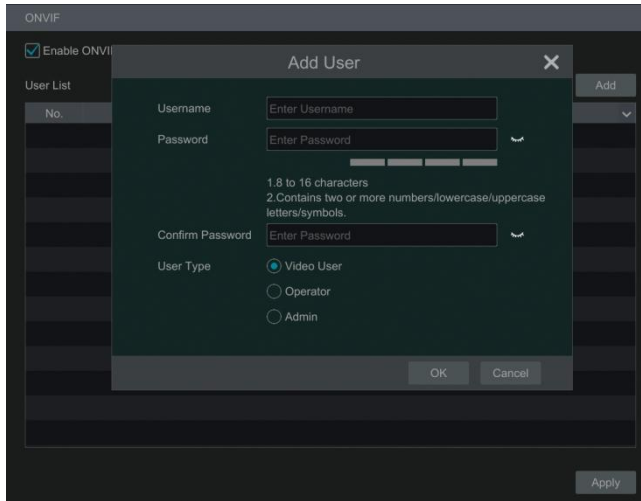 ONVIF
Enable ONVI
Add User
User List
Add
No.
Username
Enter Username
Password
Enter Password
1.8 to 16 characters
2.Contains two or more numbers/lowercase/uppercase
letters/symbols.
Confirm Password
Enter Password
User Type
Video User
Operator
Admin
OK
Cancel
Apply